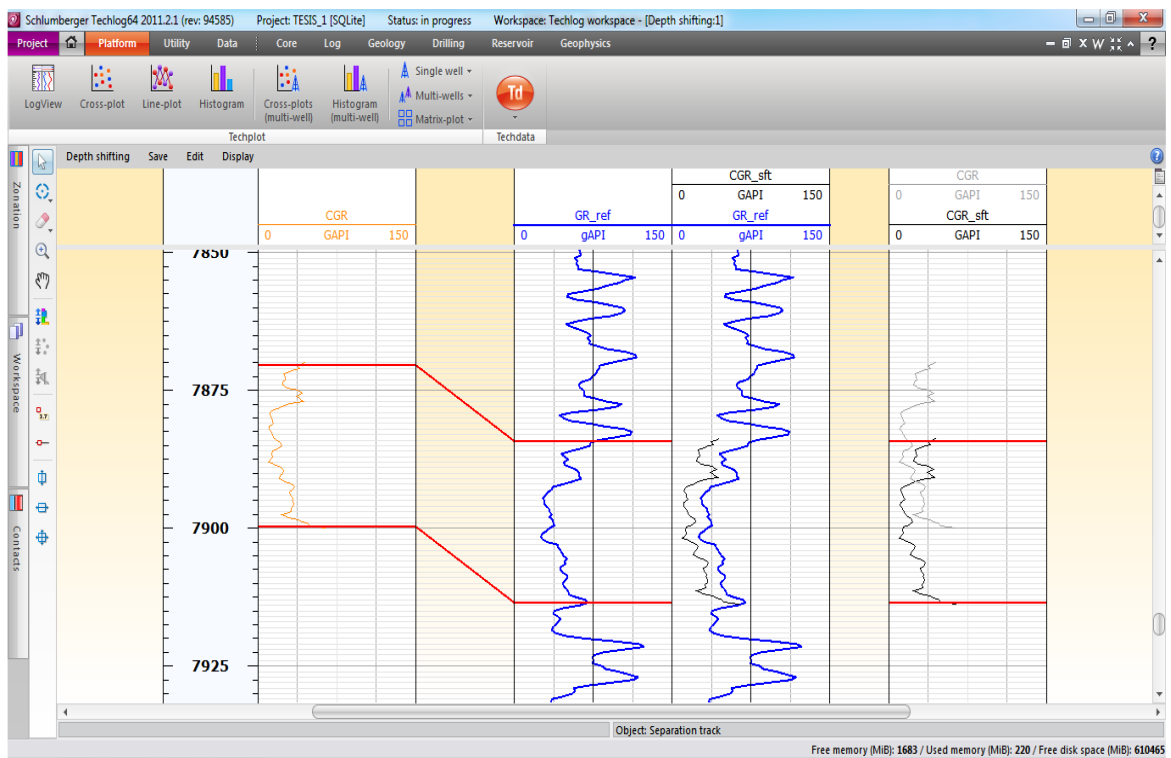 Schlumberger Techlog64 2011.2.1 (rev: 94585) Project: TESIS_1 [SQLite] Status: in progress Workspace: Techlog workspace - [Depth shifting:1]
Project Platform Utility Data Core Log Geology Drilling Reservoir Geophysics
LogView Cross-plot Line-plot Histogram Cross-plots (multi-well) Histogram (multi-well)
Single well
Multi-wells
Matrix-plot
Td
Techplot Techdata
Depth shifting Save Edit Display
Zonation
Workspace
Contacts
CGR_sft CGR
0 GAPI 150 0 GAPI 150
CGR GR_ref GR_ref CGR_sft
0 GAPI 150 0 gAPI 150 0 gAPI 150 0 GAPI 150
7850
7875
7900
7925
Object: Separation track
Free memory (MiB): 1683 / Used memory (MiB): 220 / Free disk space (MiB): 610465